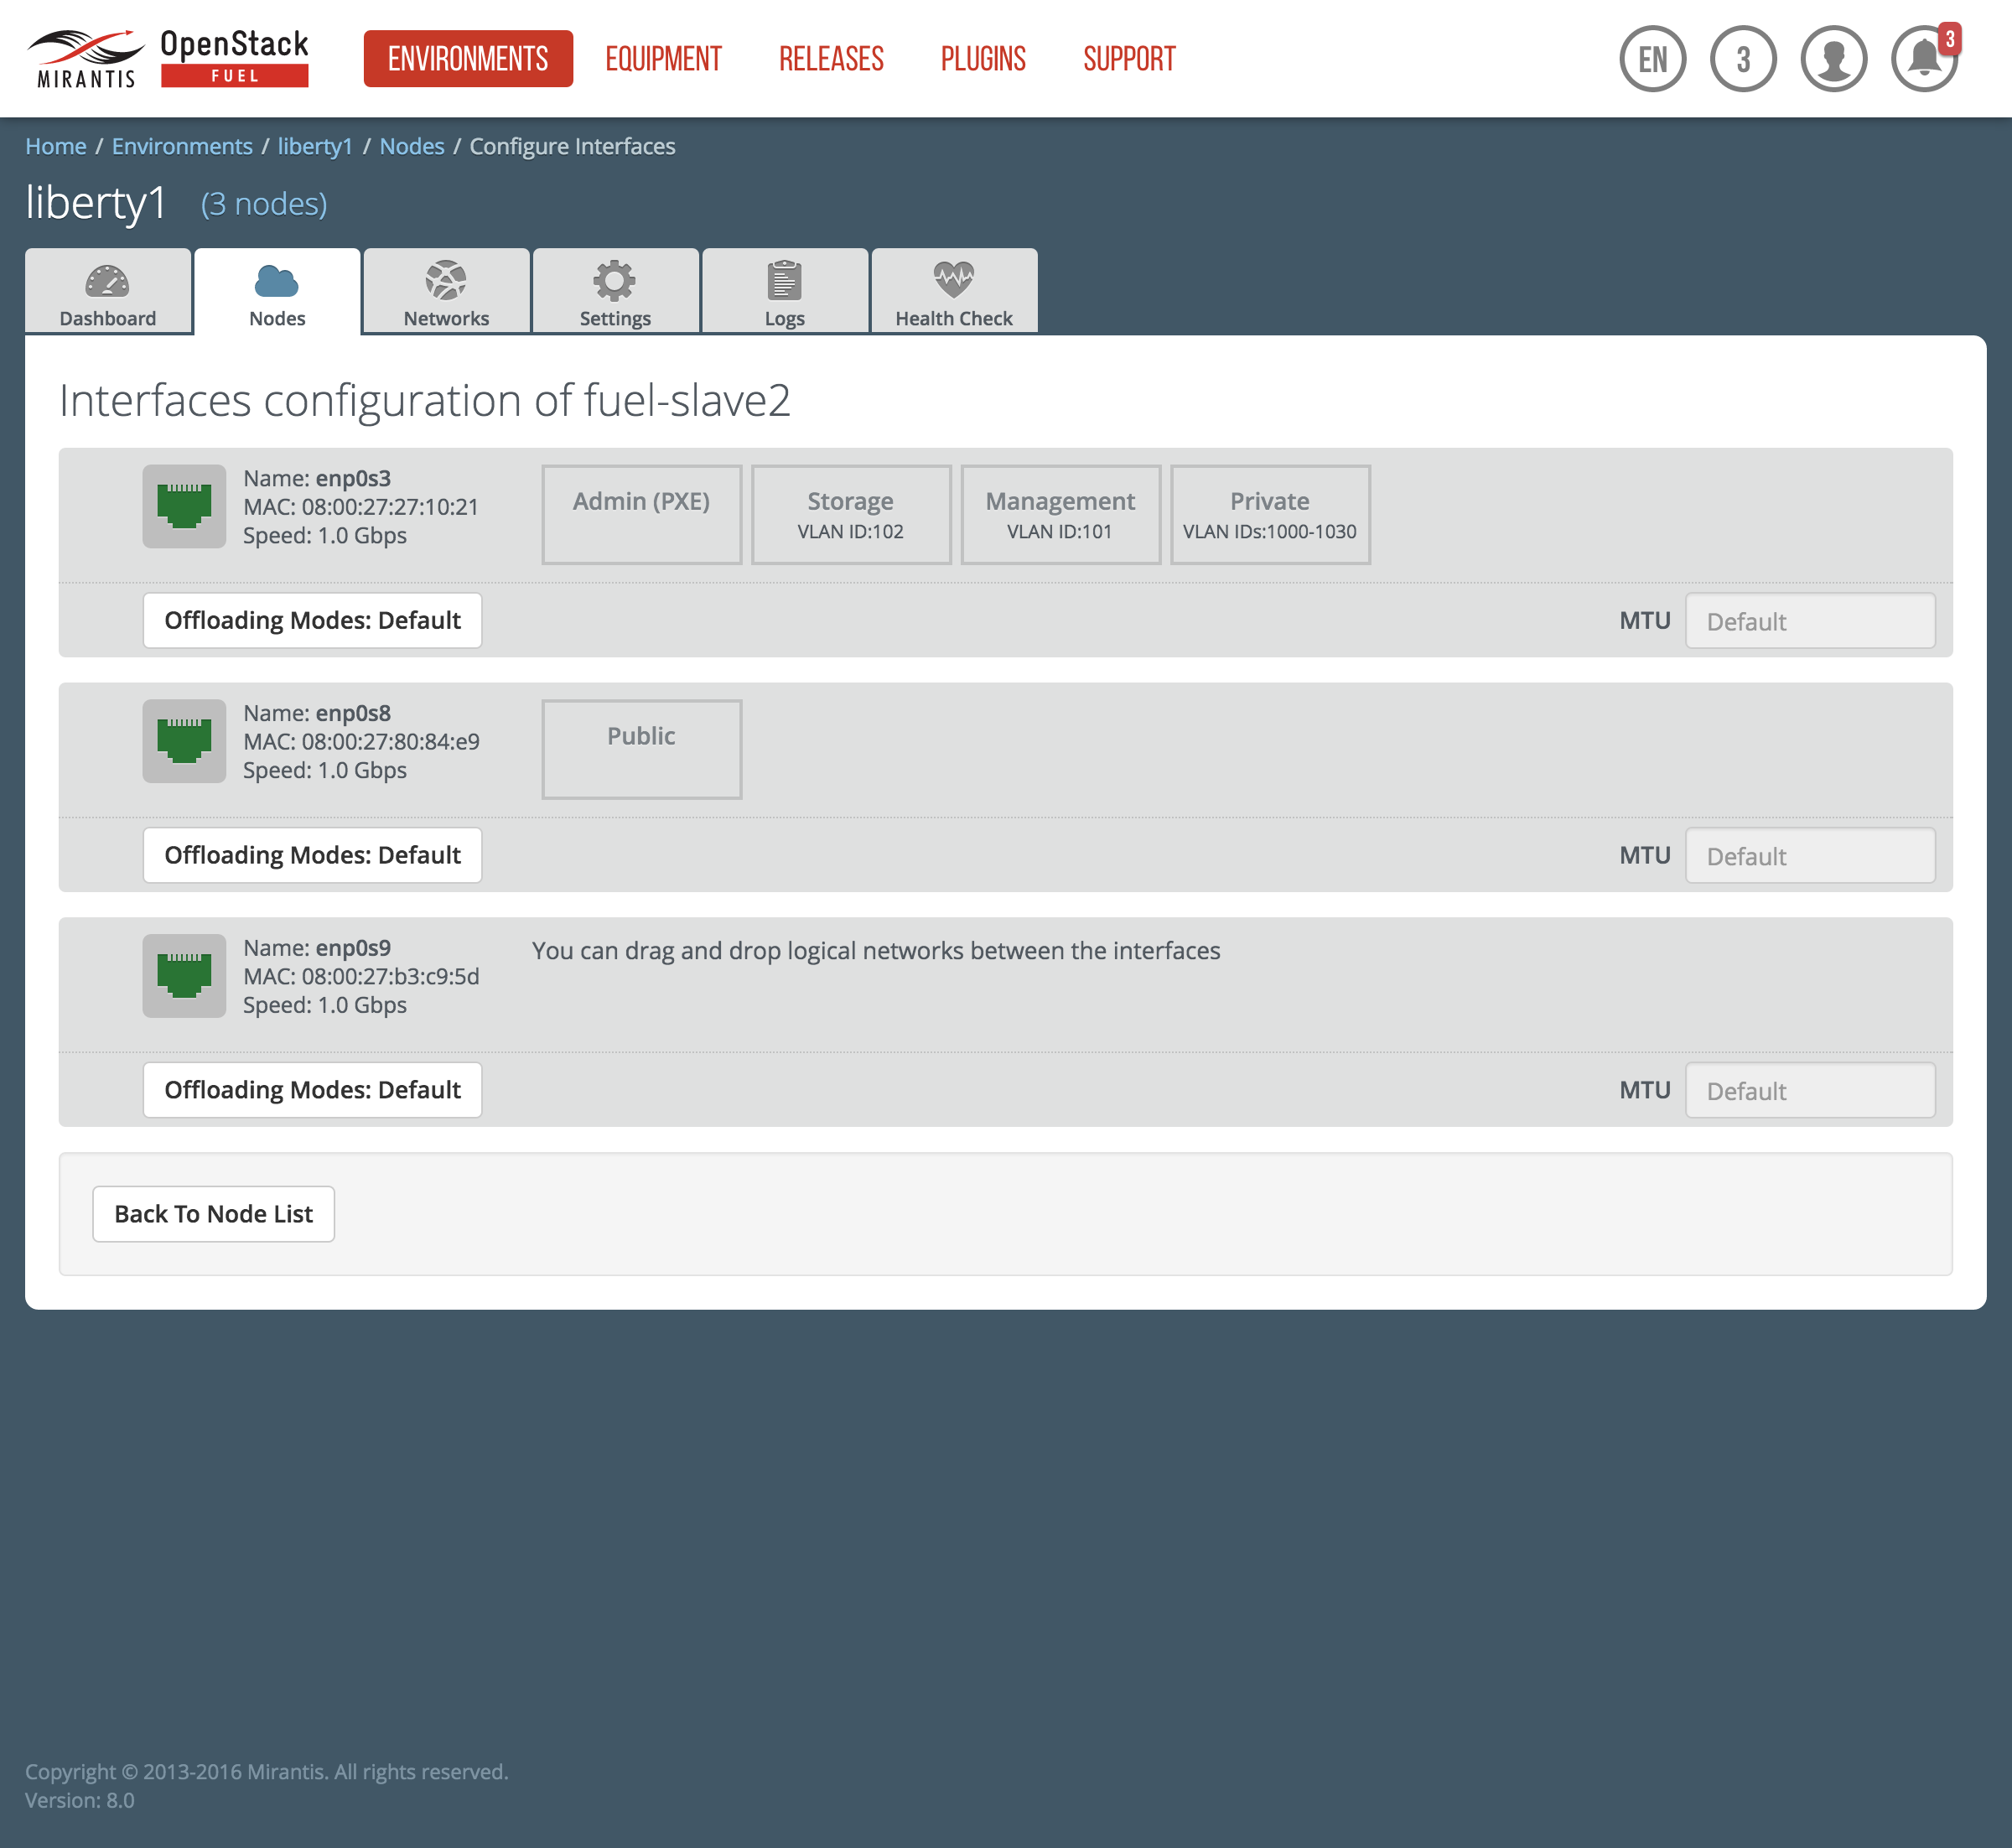 MIRANTIS
OpenStack
FUEL
ENVIRONMENTS EQUIPMENT RELEASES PLUGINS SUPPORT
EN 3 3
Home / Environments / liberty1 / Nodes / Configure Interfaces
liberty1 (3 nodes)
Dashboard Nodes Networks Settings Logs Health Check
Interfaces configuration of fuel-slave2
Name: enp0s3
MAC: 08:00:27:27:10:21
Speed: 1.0 Gbps
Admin (PXE) Storage Management Private
VLAN ID:102 VLAN ID:101 VLAN IDs:1000-1030
Offloading Modes: Default MTU Default
Name: enp0s8
MAC: 08:00:27:80:84:e9
Speed: 1.0 Gbps
Public
Offloading Modes: Default MTU Default
Name: enp0s9
MAC: 08:00:27:b3:c9:5d
Speed: 1.0 Gbps
You can drag and drop logical networks between the interfaces
Offloading Modes: Default MTU Default
Back To Node List
Copyright © 2013-2016 Mirantis. All rights reserved.
Version: 8.0